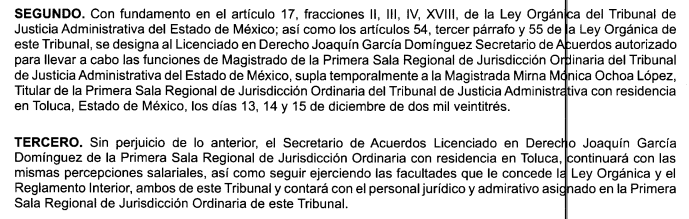 SEGUNDO. Con fundamento en el artículo 17, fracciones II, III, IV, XVIII, de la Ley Orgánica del Tribunal de
Justicia Administrativa del Estado de México; así como los artículos 54, tercer párrafo y 55 de la Ley Orgánica de
este Tribunal, se designa al Licenciado en Derecho Joaquín García Domínguez Secretario de Acuerdos autorizado
para llevar a cabo las funciones de Magistrado de la Primera Sala Regional de Jurisdicción Ordinaria del Tribunal
de Justicia Administrativa del Estado de México, supla temporalmente a la Magistrada Mirna Mónica Ochoa López,
Titular de la Primera Sala Regional de Jurisdicción Ordinaria del Tribunal de Justicia Administrativa con residencia
en Toluca, Estado de México, los días 13, 14 y 15 de diciembre de dos mil veintitrés.
TERCERO. Sin perjuicio de lo anterior, el Secretario de Acuerdos Licenciado en Derecho Joaquín García
Domínguez de la Primera Sala Regional de Jurisdicción Ordinaria con residencia en Toluca, continuará con las
mismas percepciones salariales, así como seguir ejerciendo las facultades que le concede la Ley Orgánica y el
Reglamento Interior, ambos de este Tribunal y contará con el personal jurídico y admirativo asignado en la Primera
Sala Regional de Jurisdicción Ordinaria de este Tribunal.